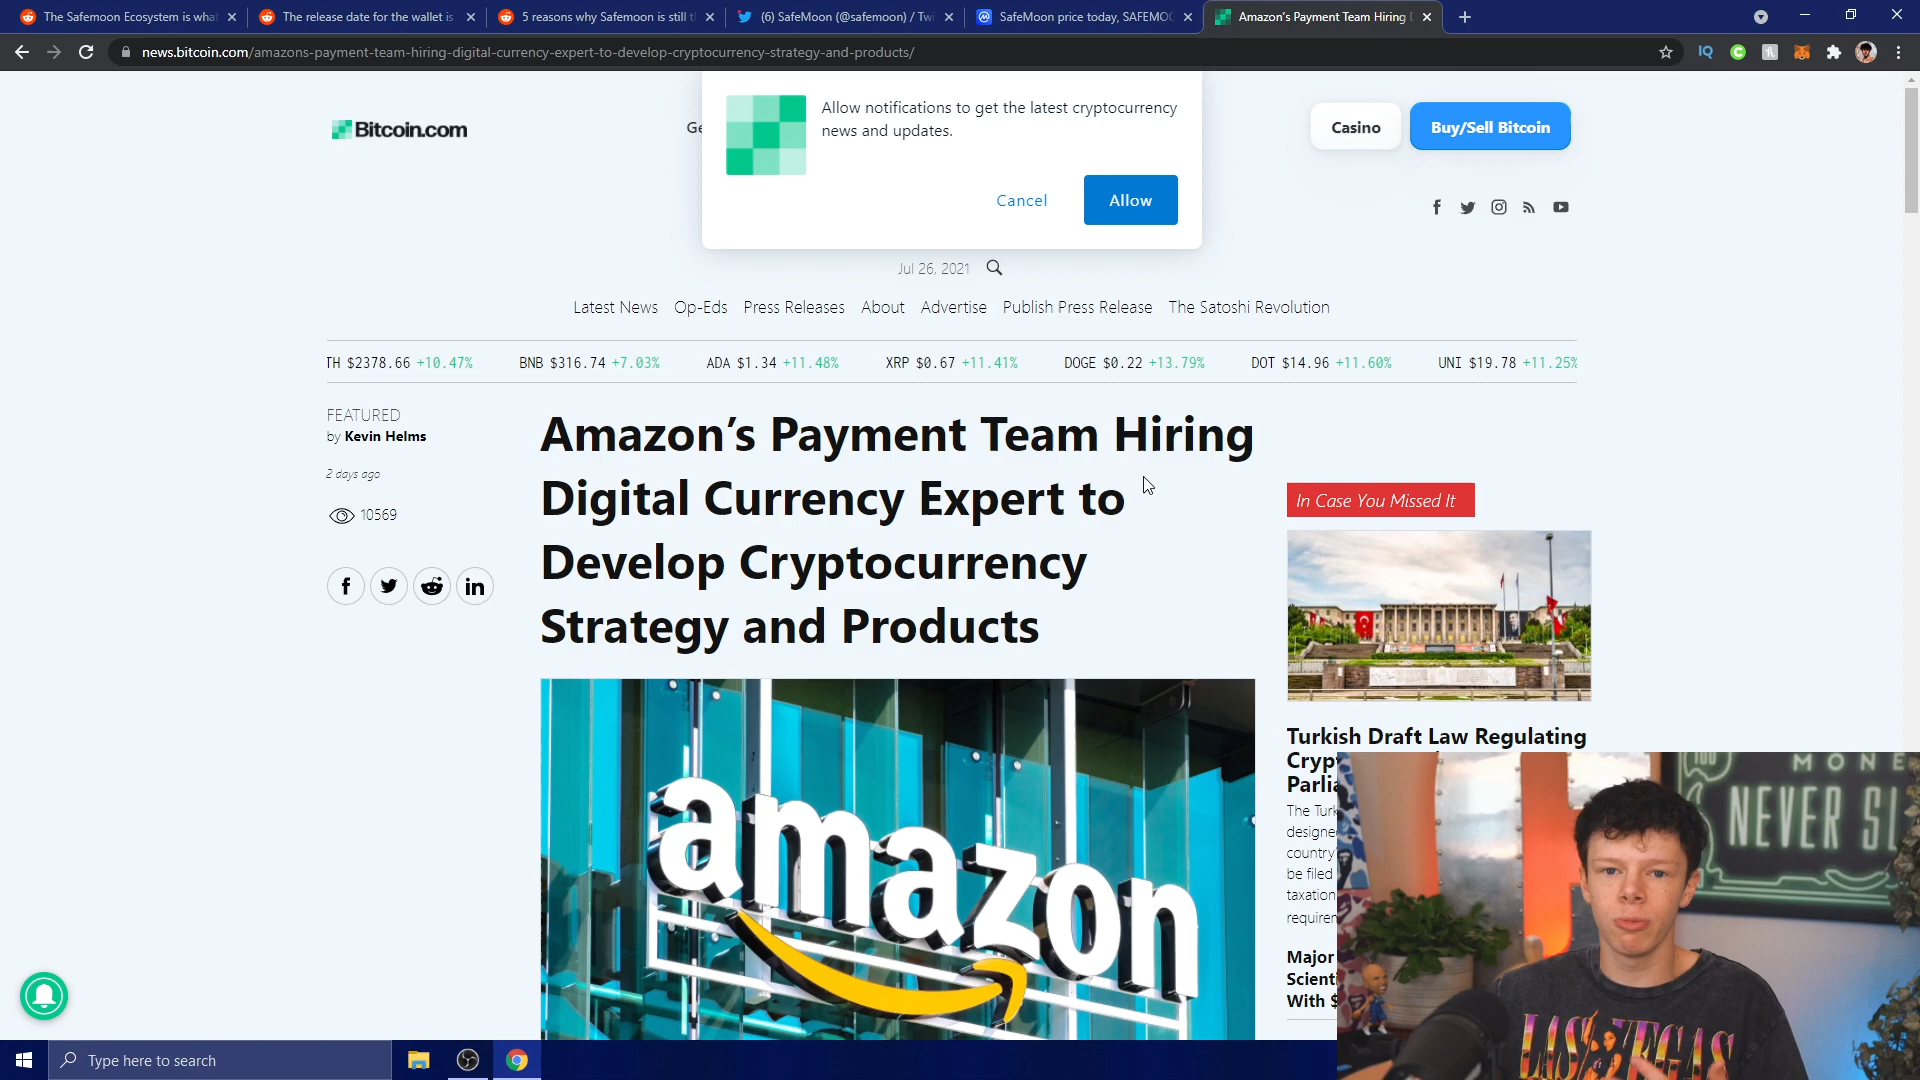 The Safemoon Ecosystem is what
The release date for the wallet is
5 reasons why Safemoon is still t
(6) SafeMoon (@safemoon) / Twi
SafeMoon price today, SAFEMOO
Amazon's Payment Team Hiring D
news.bitcoin.com/amazons-payment-team-hiring-digital-currency-expert-to-develop-cryptocurrency-strategy-and-products/
IQ
Bitcoin.com
Ge
Allow notifications to get the latest cryptocurrency
news and updates.
Cancel
Allow
Casino
Buy/Sell Bitcoin
Jul 26, 2021
Latest News Op-Eds Press Releases About Advertise Publish Press Release The Satoshi Revolution
TH $2378.66 +10.47% BNB $316.74 +7.03% ADA $1.34 +11.48% XRP $0.67 +11.41% DOGE $0.22 +13.79% DOT $14.96 +11.60% UNI $19.78 +11.25%
FEATURED
by Kevin Helms
2 days ago
10569
Amazon’s Payment Team Hiring
Digital Currency Expert to
Develop Cryptocurrency
Strategy and Products
In Case You Missed It
amazon
Turkish Draft Law Regulating
Cryp
Parlia
The Turk
designe
country'
be filed
taxation
requirem
Major
Scienti
With $
100
MONE
NEVER SL
LAS VEGAS
Type here to search